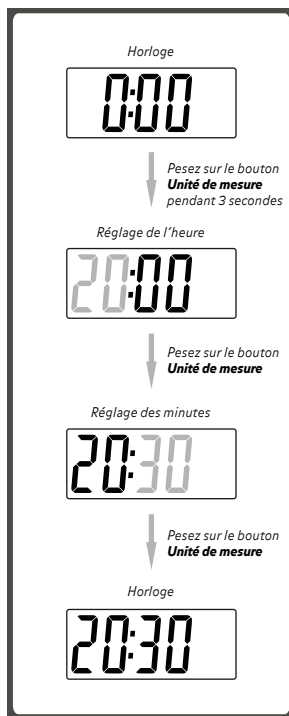 Horloge
0:00
Pesez sur le bouton
Unité de mesure
pendant 3 secondes
Réglage de l'heure
20:00
Pesez sur le bouton
Unité de mesure
Réglage des minutes
20:30
Pesez sur le bouton
Unité de mesure
Horloge
20:30